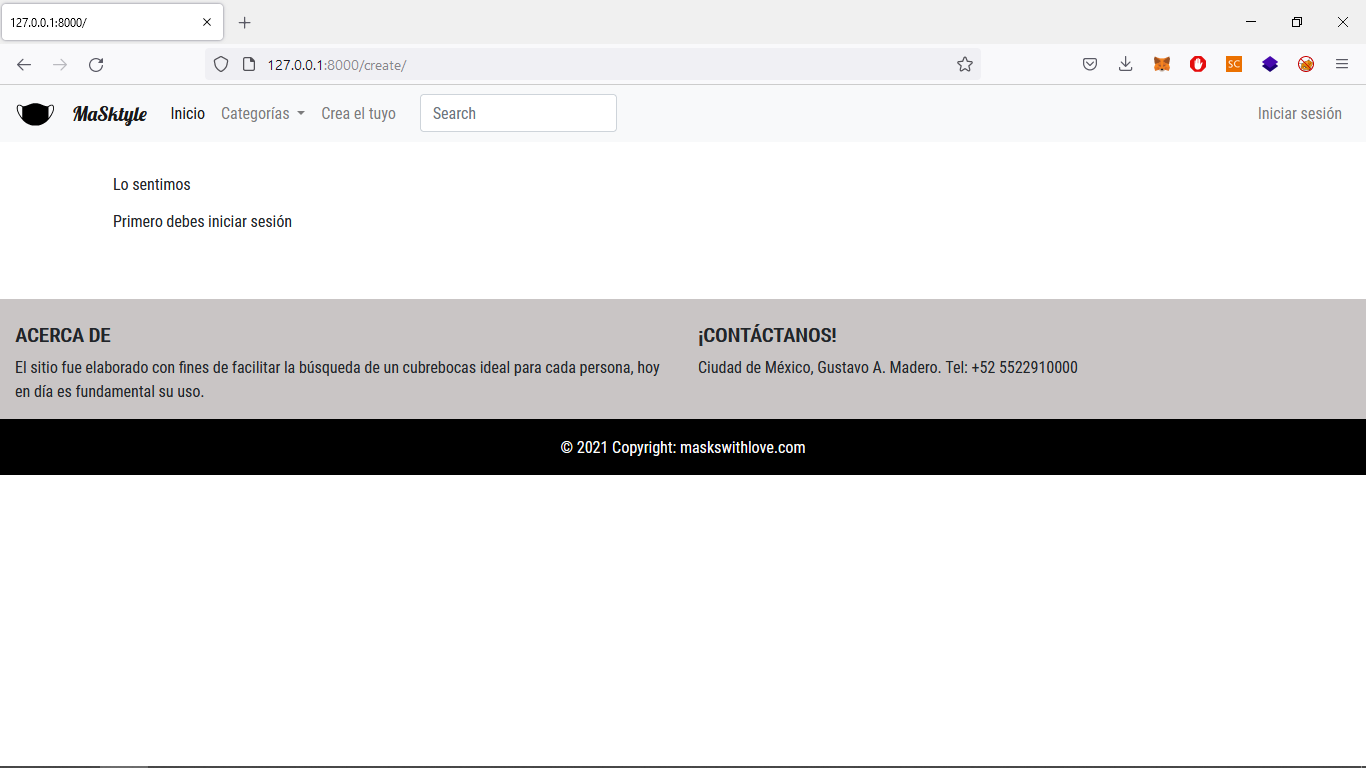 127.0.0.1:8000/
127.0.0.1:8000/create/
SC
MaSktyle Inicio Categorías Crea el tuyo Search Iniciar sesión
Lo sentimos
Primero debes iniciar sesión
ACERCA DE
El sitio fue elaborado con fines de facilitar la búsqueda de un cubrebocas ideal para cada persona, hoy
en día es fundamental su uso.
¡CONTÁCTANOS!
Ciudad de México, Gustavo A. Madero. Tel: +52 5522910000
© 2021 Copyright: maskswithlove.com